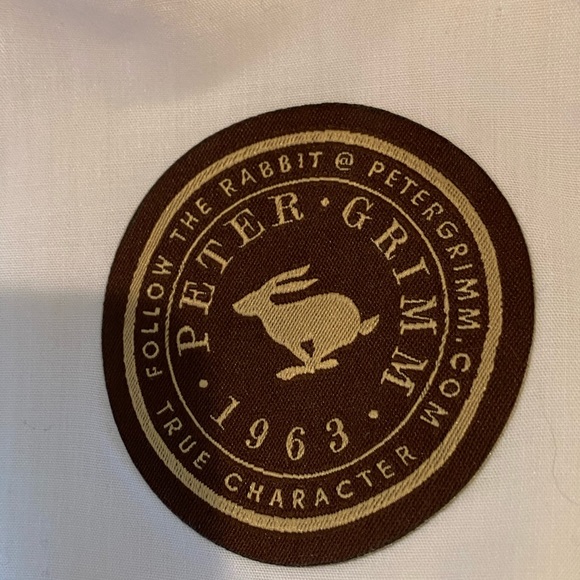 FOLLOW THE RABBIT @ PETERGRIMM.COM
TRUE CHARACTER
PETER · GRIMM
· 1963 ·